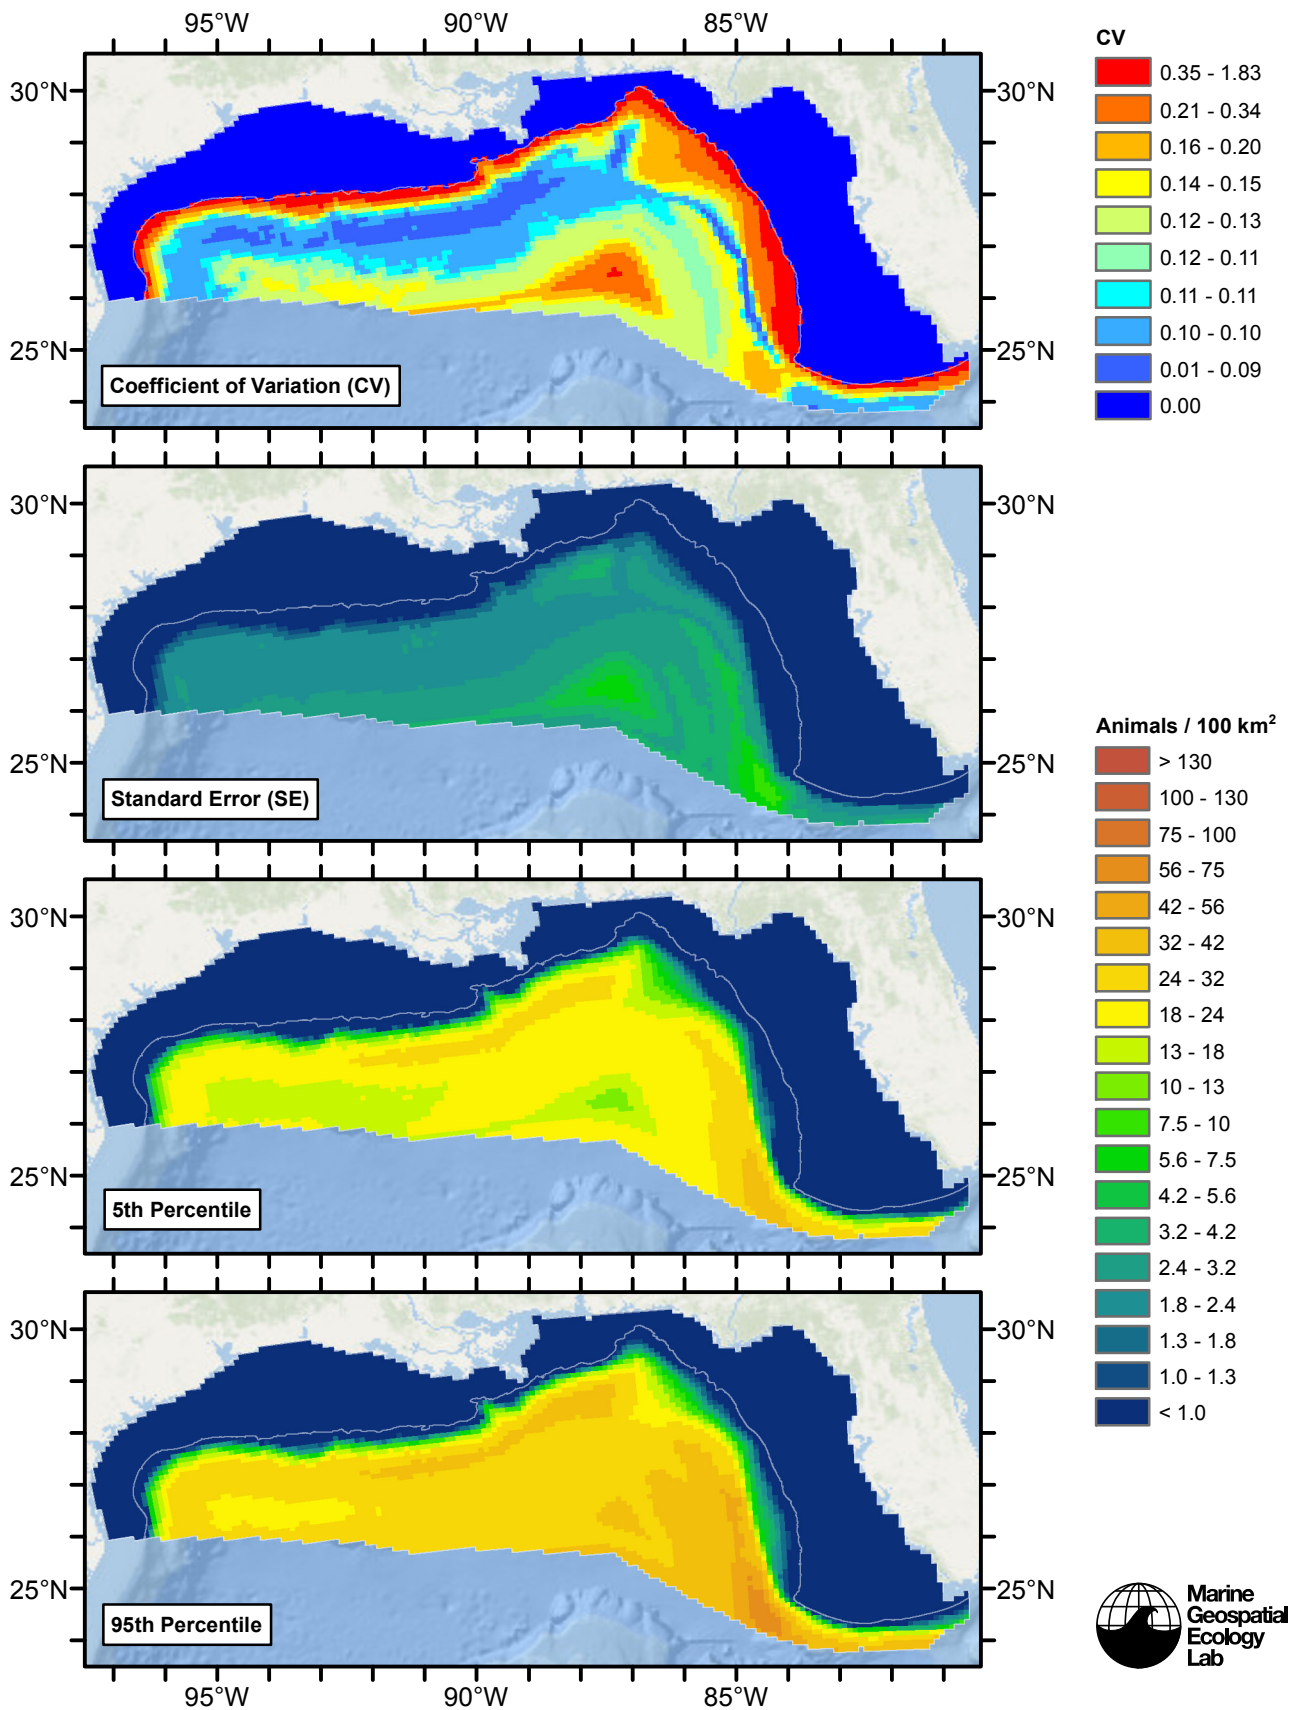 95°W 90°W 85°W
30°N 30°N
25°N 25°N
Coefficient of Variation (CV)
CV
0.35 - 1.83
0.21 - 0.34
0.16 - 0.20
0.14 - 0.15
0.12 - 0.13
0.12 - 0.11
0.11 - 0.11
0.10 - 0.10
0.01 - 0.09
0.00
30°N 30°N
25°N 25°N
Standard Error (SE)
30°N 30°N
25°N 25°N
5th Percentile
Animals / 100 km²
> 130
100 - 130
75 - 100
56 - 75
42 - 56
32 - 42
24 - 32
18 - 24
13 - 18
10 - 13
7.5 - 10
5.6 - 7.5
4.2 - 5.6
3.2 - 4.2
2.4 - 3.2
1.8 - 2.4
1.3 - 1.8
1.0 - 1.3
< 1.0
30°N 30°N
25°N 25°N
95th Percentile
95°W 90°W 85°W
Marine
Geospatial
Ecology
Lab